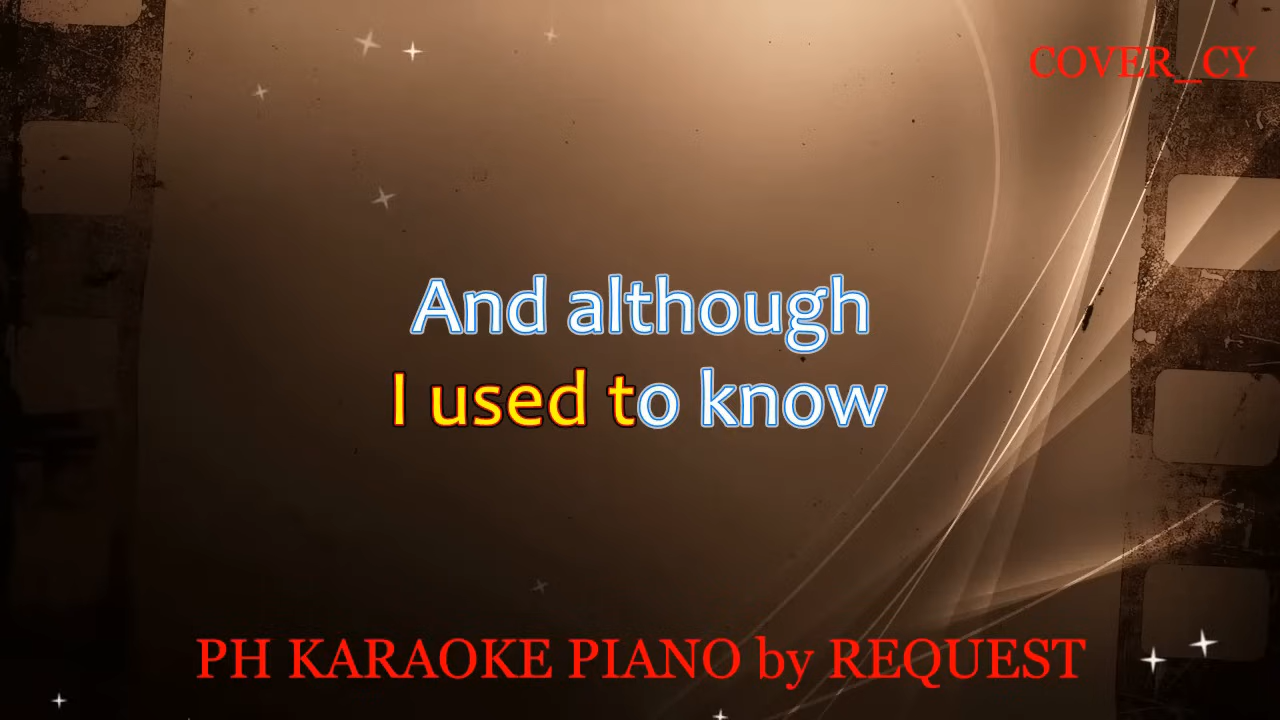 COVER_CY
And although
I used to know
PH KARAOKE PIANO by REQUEST